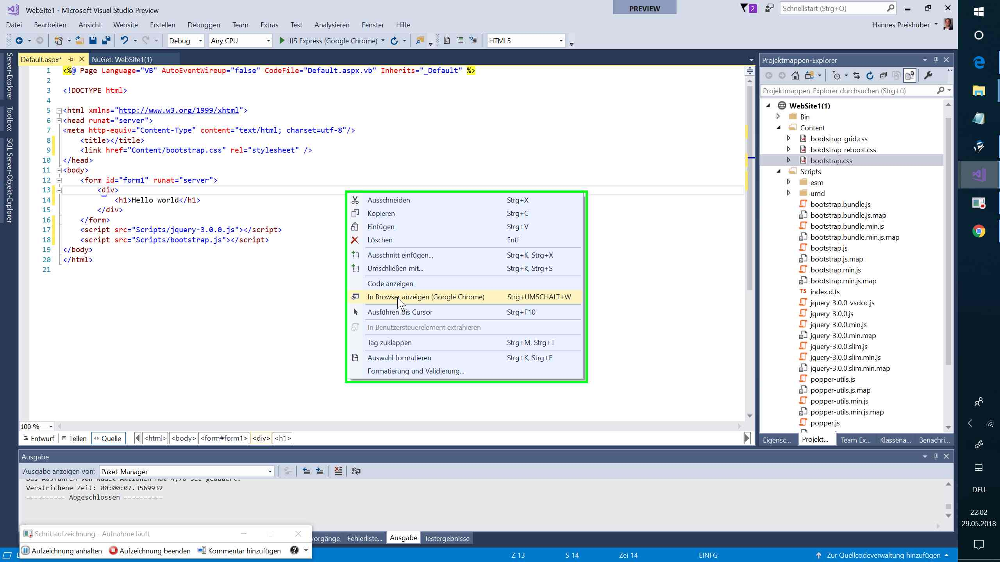 WebSite1 - Microsoft Visual Studio Preview
PREVIEW
2
Schnellstart (Strg+Q)
Datei Bearbeiten Ansicht Website Erstellen Debuggen Team Extras Test Analysieren Fenster Hilfe
Hannes Preishuber
Debug Any CPU IIS Express (Google Chrome) HTML5
Server-Explorer
Toolbox
SQL Server-Objekt-Explorer
Default.aspx* NuGet: WebSite1(1)
1 <%@ Page Language="VB" AutoEventWireup="false" CodeFile="Default.aspx.vb" Inherits="_Default" %>
2
3 <!DOCTYPE html>
4
5 <html xmlns="http://www.w3.org/1999/xhtml">
6 <head runat="server">
7 <meta http-equiv="Content-Type" content="text/html; charset=utf-8"/>
8 <title></title>
9 <link href="Content/bootstrap.css" rel="stylesheet" />
10 </head>
11 <body>
12 <form id="form1" runat="server">
13 <div>
14 <h1>Hello world</h1>
15 </div>
16 </form>
17 <script src="Scripts/jquery-3.0.0.js"></script>
18 <script src="Scripts/bootstrap.js"></script>
19 </body>
20 </html>
21
Ausschneiden Strg+X
Kopieren Strg+C
Einfügen Strg+V
Löschen Entf
Ausschnitt einfügen... Strg+K, Strg+X
Umschließen mit... Strg+K, Strg+S
Code anzeigen
In Browser anzeigen (Google Chrome) Strg+UMSCHALT+W
Ausführen bis Cursor Strg+F10
In Benutzersteuerelement extrahieren
Tag zuklappen Strg+M, Strg+T
Auswahl formatieren Strg+K, Strg+F
Formatierung und Validierung...
100 %
Entwurf Teilen Quelle <html> <body> <form#form1> <div> <h1>
Projektmappen-Explorer
Projektmappen-Explorer durchsuchen (Strg+ü)
WebSite1(1)
Bin
Content
bootstrap-grid.css
bootstrap-reboot.css
bootstrap.css
Scripts
esm
umd
bootstrap.bundle.js
bootstrap.bundle.js.map
bootstrap.bundle.min.js
bootstrap.bundle.min.js.map
bootstrap.js
bootstrap.js.map
bootstrap.min.js
bootstrap.min.js.map
TS index.d.ts
jquery-3.0.0-vsdoc.js
jquery-3.0.0.js
jquery-3.0.0.min.js
jquery-3.0.0.min.map
jquery-3.0.0.slim.js
jquery-3.0.0.slim.min.js
jquery-3.0.0.slim.min.map
popper-utils.js
popper-utils.js.map
popper-utils.min.js
popper-utils.min.js.map
popper.js
Eigensc... Projekt... Team Ex... Klassena... Benachri...
Ausgabe
Ausgabe anzeigen von: Paket-Manager
Das Ausführen von NuGet-Aktionen hat 4,76 sec gedauert.
Verstrichene Zeit: 00:00:07.3569932
========== Abgeschlossen ==========
Schrittaufzeichnung - Aufnahme läuft
Aufzeichnung anhalten Aufzeichnung beenden Kommentar hinzufügen
vorgänge Fehlerliste... Ausgabe Testergebnisse
Z 13 S 14 Zei 14 EINFG Zur Quellcodeverwaltung hinzufügen
DEU
22:02
29.05.2018